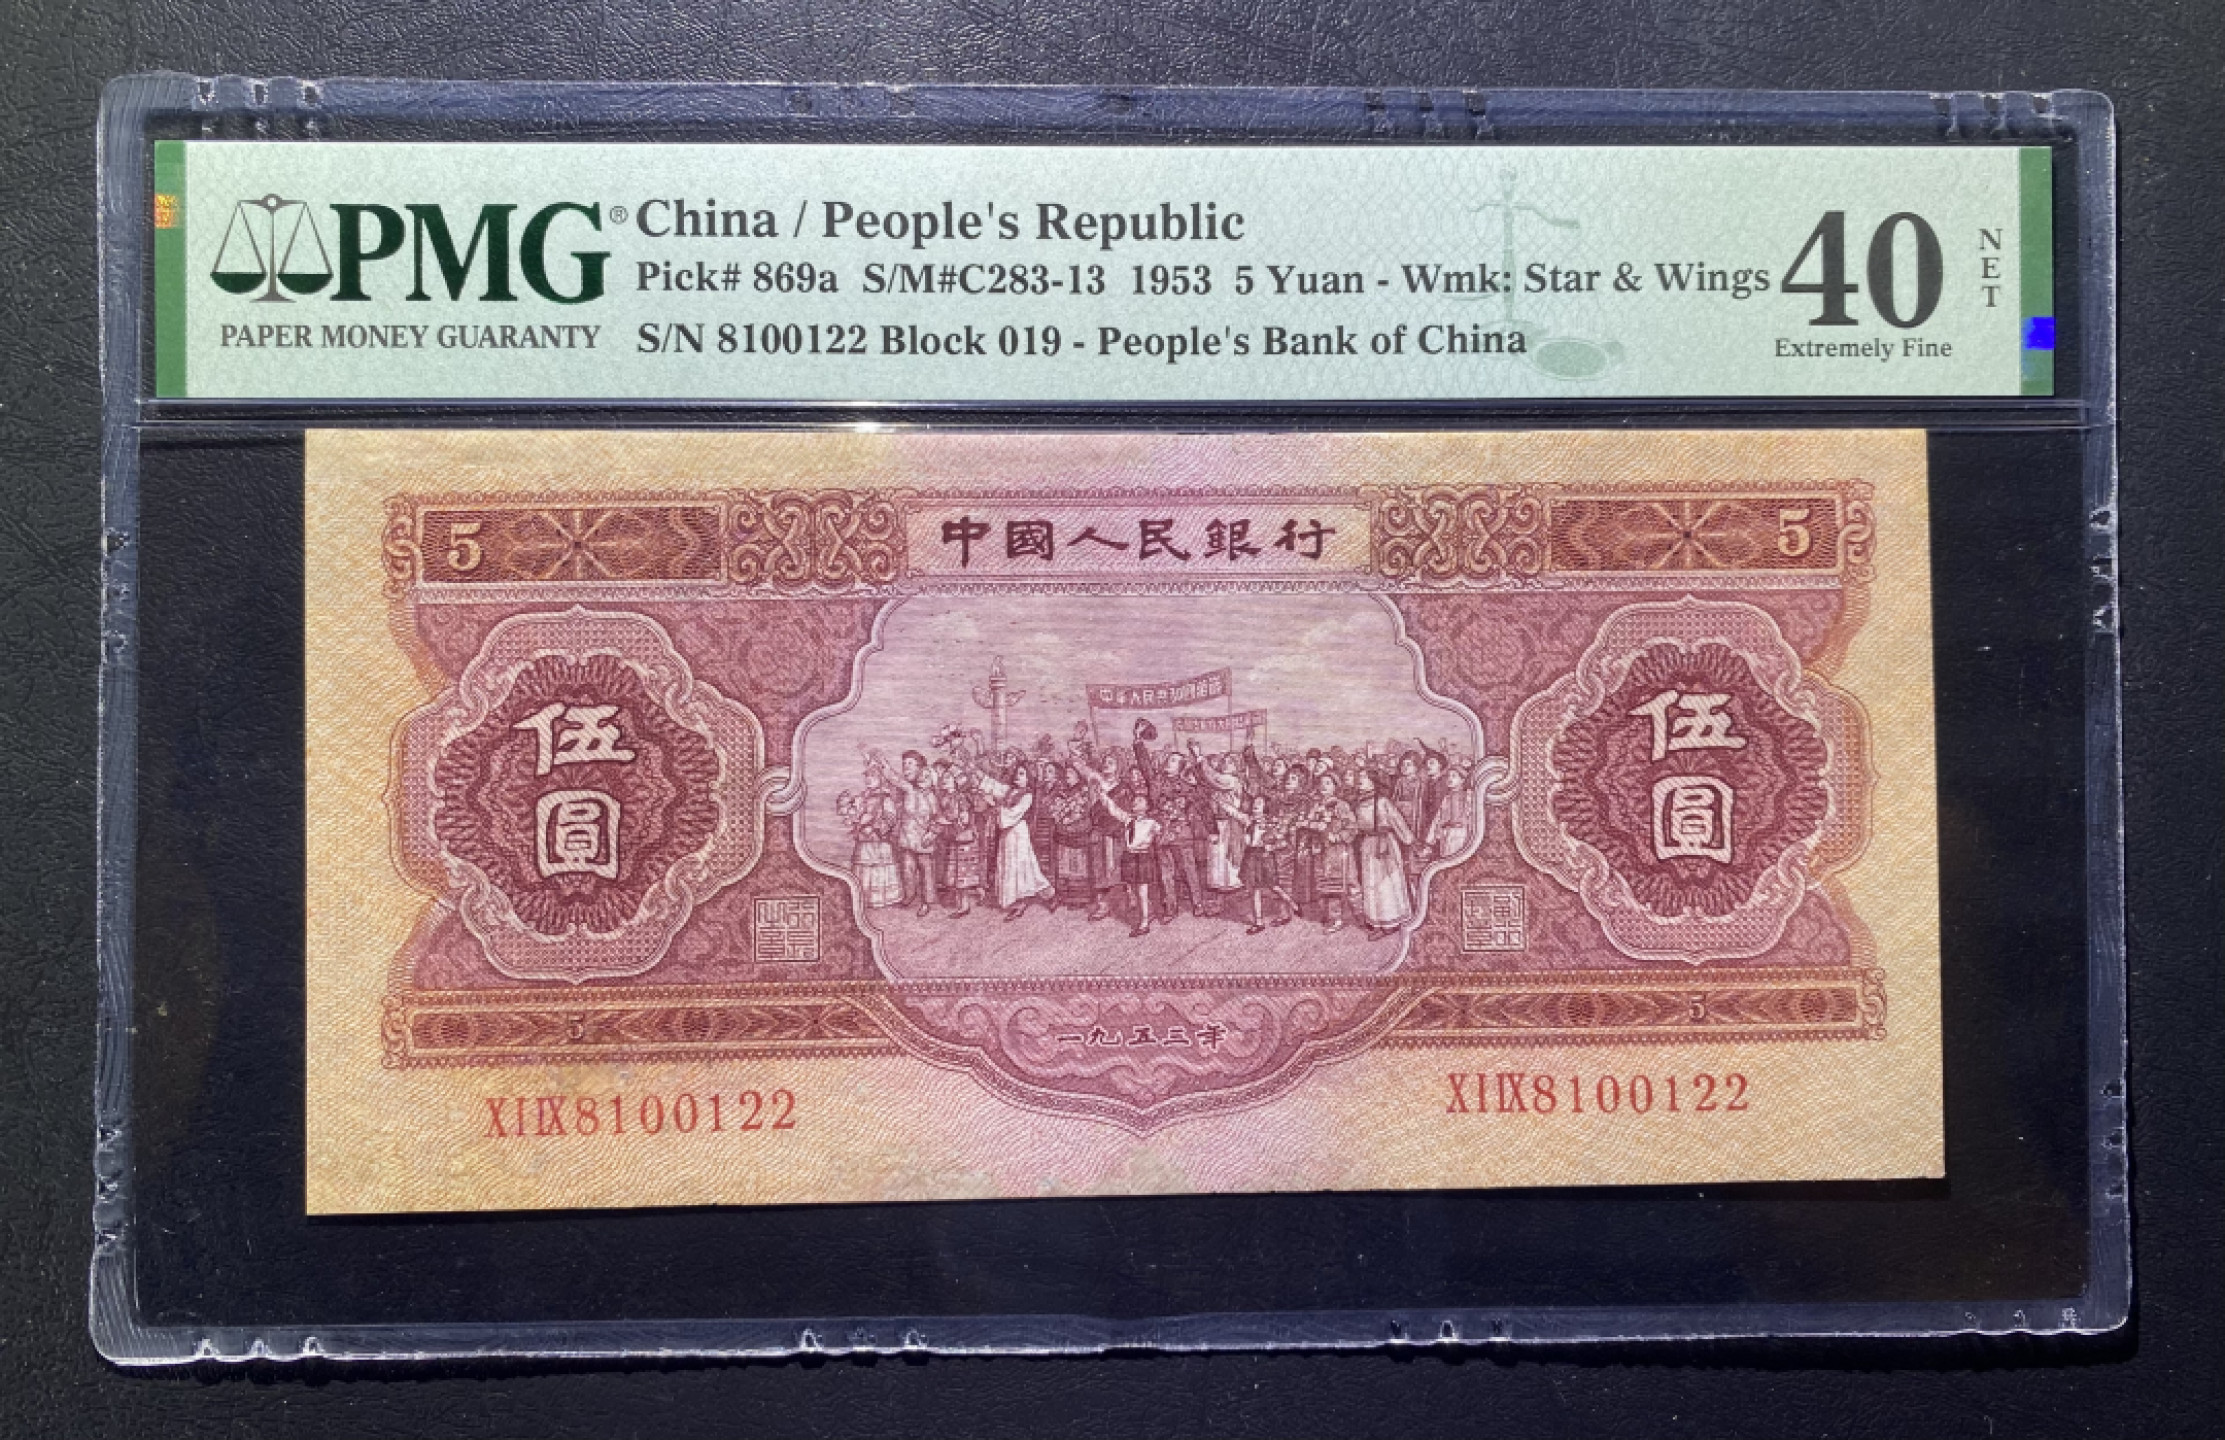 PMG®
PAPER MONEY GUARANTY
China / People's Republic
Pick# 869a S/M#C283-13 1953 5 Yuan - Wmk: Star & Wings
S/N 8100122 Block 019 - People's Bank of China
40
Extremely Fine
NET
5
中國人民銀行
5
伍圓
伍圓
5
一九五三年
5
XIIIX8100122
XIIIX8100122